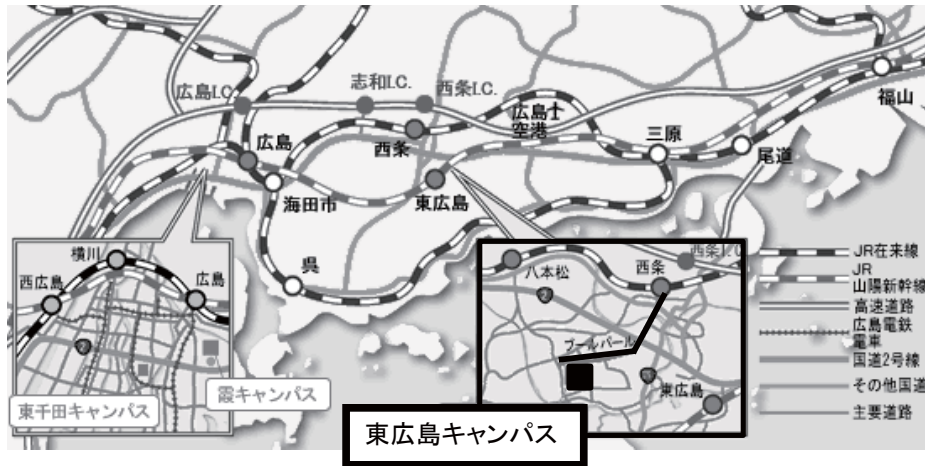 広島I.C.
志和I.C.
西条I.C.
福山
広島
空港
広島
西条
三原
尾道
海田市
東広島
呉
横川
西広島
広島
東千田キャンパス
霞キャンパス
西条I.C.
八本松
西条
2
2
ブールバール
2
東広島
東広島キャンパス
JR在来線
JR
山陽新幹線
高速道路
広島電鉄
電車
国道2号線
その他国道
主要道路